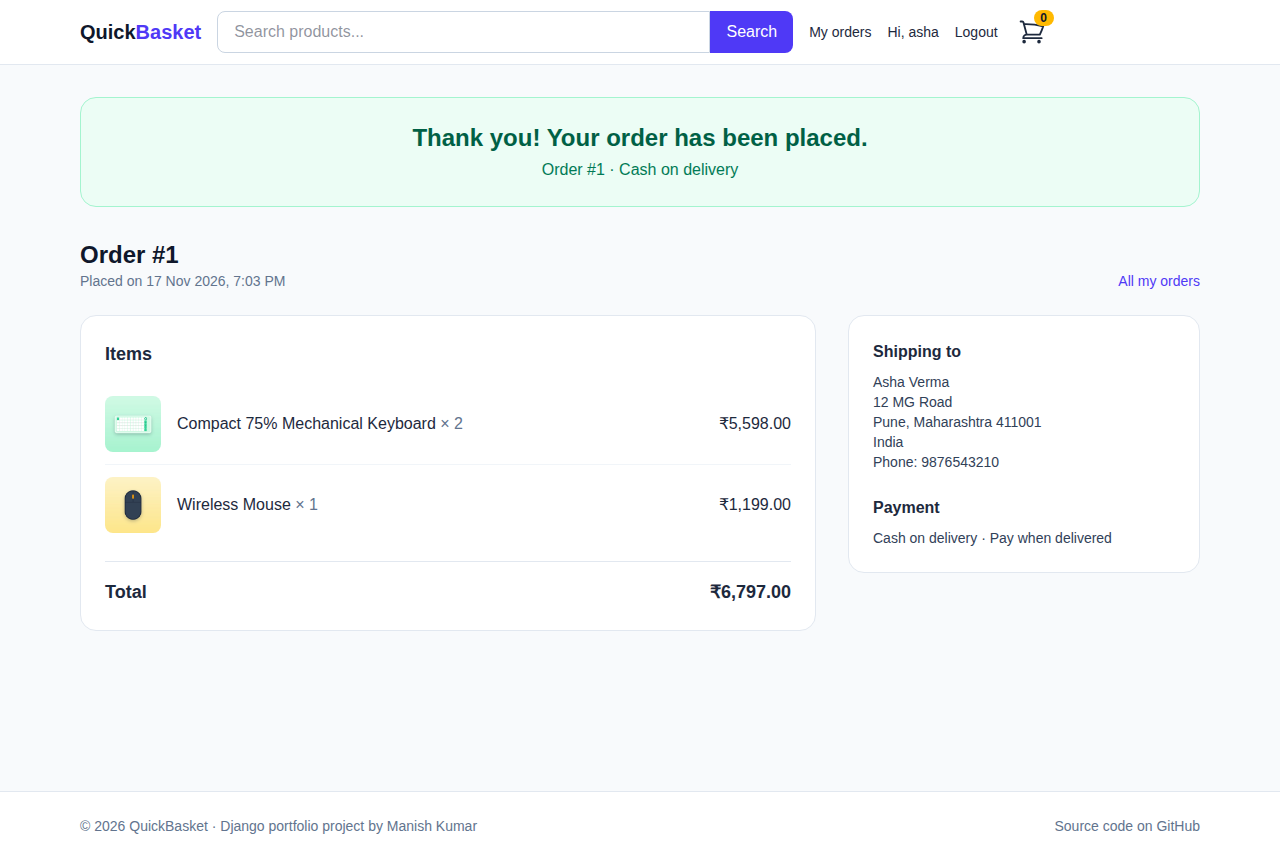 QuickBasket
Search products...
Search
My orders
Hi, asha
Logout
0
Thank you! Your order has been placed.
Order #1 · Cash on delivery
Order #1
Placed on 17 Nov 2026, 7:03 PM
All my orders
Items
Compact 75% Mechanical Keyboard × 2
₹5,598.00
Wireless Mouse × 1
₹1,199.00
Total
₹6,797.00
Shipping to
Asha Verma
12 MG Road
Pune, Maharashtra 411001
India
Phone: 9876543210
Payment
Cash on delivery · Pay when delivered
© 2026 QuickBasket · Django portfolio project by Manish Kumar
Source code on GitHub